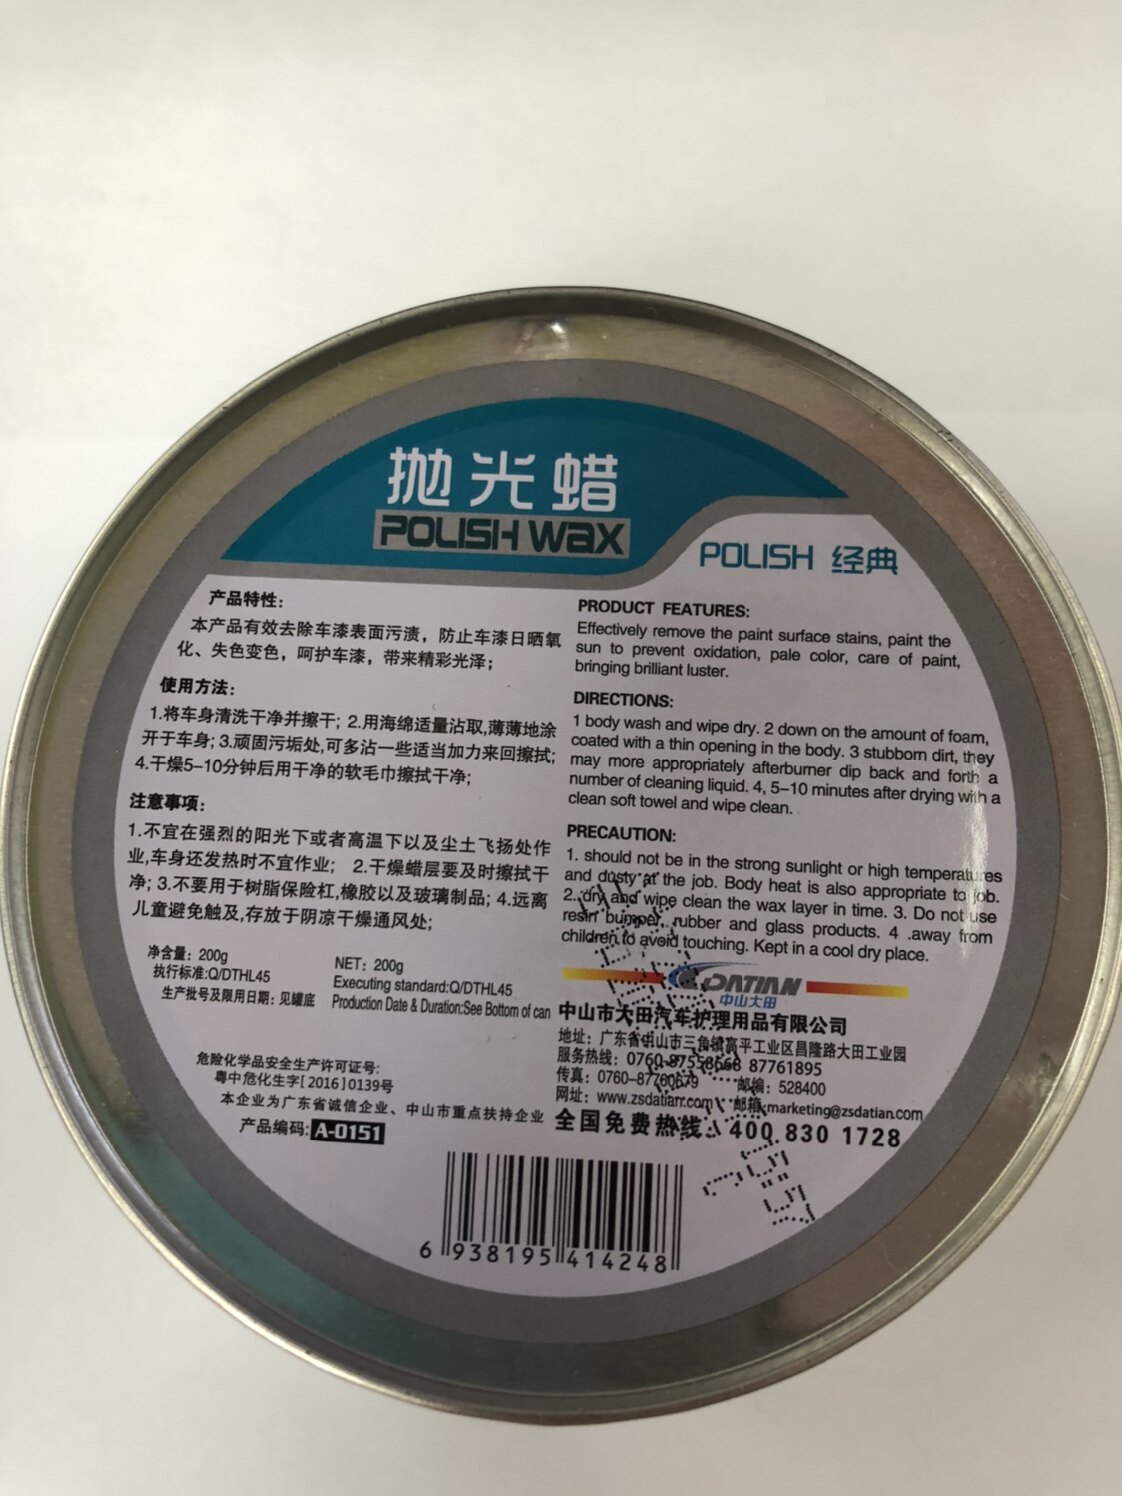 抛光蜡
POLISH Wax
POLISH 经典
产品特性:
本产品有效去除车漆表面污渍，防止车漆日晒氧
化、失色变色，呵护车漆，带来精彩光泽；
使用方法:
1.将车身清洗干净并擦干; 2.用海绵适量沾取,薄薄地涂
开于车身; 3.顽固污垢处,可多沾一些适当加力来回擦拭;
4.干燥5-10分钟后用干净的软毛巾擦拭干净;
注意事项:
1.不宜在强烈的阳光下或者高温下以及尘土飞扬处作
业,车身还发热时不宜作业; 2.干燥蜡层要及时擦拭干
净; 3.不要用于树脂保险杠,橡胶以及玻璃制品; 4.远离
儿童避免触及,存放于阴凉干燥通风处;
净含量: 200g
执行标准:Q/DTHL45
生产批号及限用日期: 见罐底
NET: 200g
Executing standard:Q/DTHL45
Production Date & Duration:See Bottom of can
危险化学品安全生产许可证号:
粤中危化生字[2016]0139号
本企业为广东省诚信企业、中山市重点扶持企业
产品编码:A-0151
PRODUCT FEATURES:
Effectively remove the paint surface stains, paint the
sun to prevent oxidation, pale color, care of paint,
bringing brilliant luster.
DIRECTIONS:
1 body wash and wipe dry. 2 down on the amount of foam,
coated with a thin opening in the body. 3 stubborn dirt, they
may more appropriately afterburner dip back and forth a
number of cleaning liquid. 4, 5-10 minutes after drying with a
clean soft towel and wipe clean.
PRECAUTION:
1. should not be in the strong sunlight or high temperatures
and dusty at the job. Body heat is also appropriate to job.
2. dry and wipe clean the wax layer in time. 3. Do not use
resin bumper, rubber and glass products. 4 .away from
children to aveid touching. Kept in a cool dry place.
DATIAN
中山大田
中山市大田汽车护理用品有限公司
地址: 广东省中山市三角镇高平工业区昌隆路大田工业园
服务热线: 0760-87558668 87761895
传真: 0760-87760679 邮编: 528400
网址: www.zsdatian.com 邮箱:marketing@zsdatian.com
全国免费热线: 400 830 1728
6 938195 414248